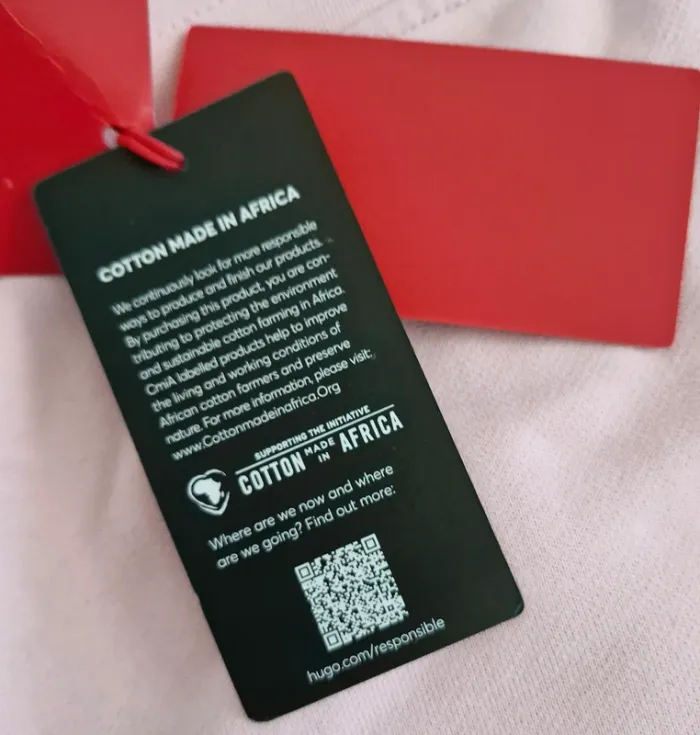 COTTON MADE IN AFRICA
We continuously look for more responsible
ways to produce and finish our products.
By purchasing this product, you are con-
tributing to protecting the environment
and sustainable cotton farming in Africa.
CmiA labelled products help to improve
the living and working conditions of
African cotton farmers and preserve
nature. For more information, please visit:
www.Cottonmadeinafrica.Org
SUPPORTING THE INITIATIVE
COTTON MADE IN AFRICA
Where are we now and where
are we going? Find out more:
hugo.com/responsible